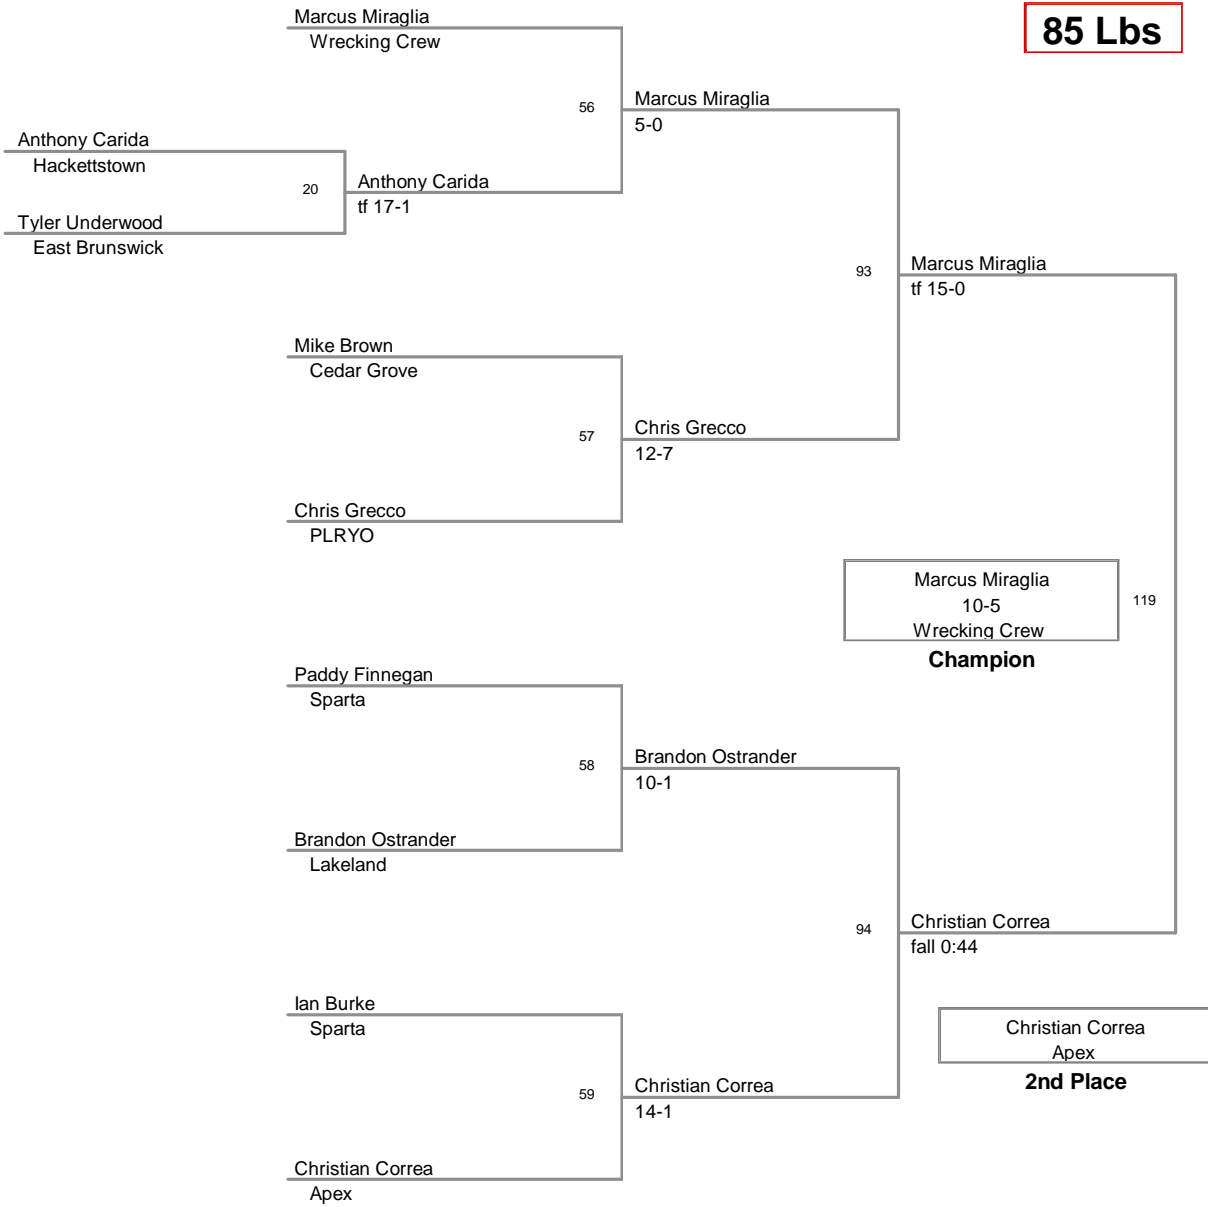 Marcus Miraglia
Wrecking Crew
85 Lbs
56
Marcus Miraglia
5-0
Anthony Carida
Hackettstown
20
Anthony Carida
tf 17-1
Tyler Underwood
East Brunswick
93
Marcus Miraglia
tf 15-0
Mike Brown
Cedar Grove
57
Chris Grecco
12-7
Chris Grecco
PLRYO
Marcus Miraglia
10-5
Wrecking Crew
119
Champion
Paddy Finnegan
Sparta
58
Brandon Ostrander
10-1
Brandon Ostrander
Lakeland
94
Christian Correa
fall 0:44
Ian Burke
Sparta
Christian Correa
Apex
2nd Place
59
Christian Correa
14-1
Christian Correa
Apex